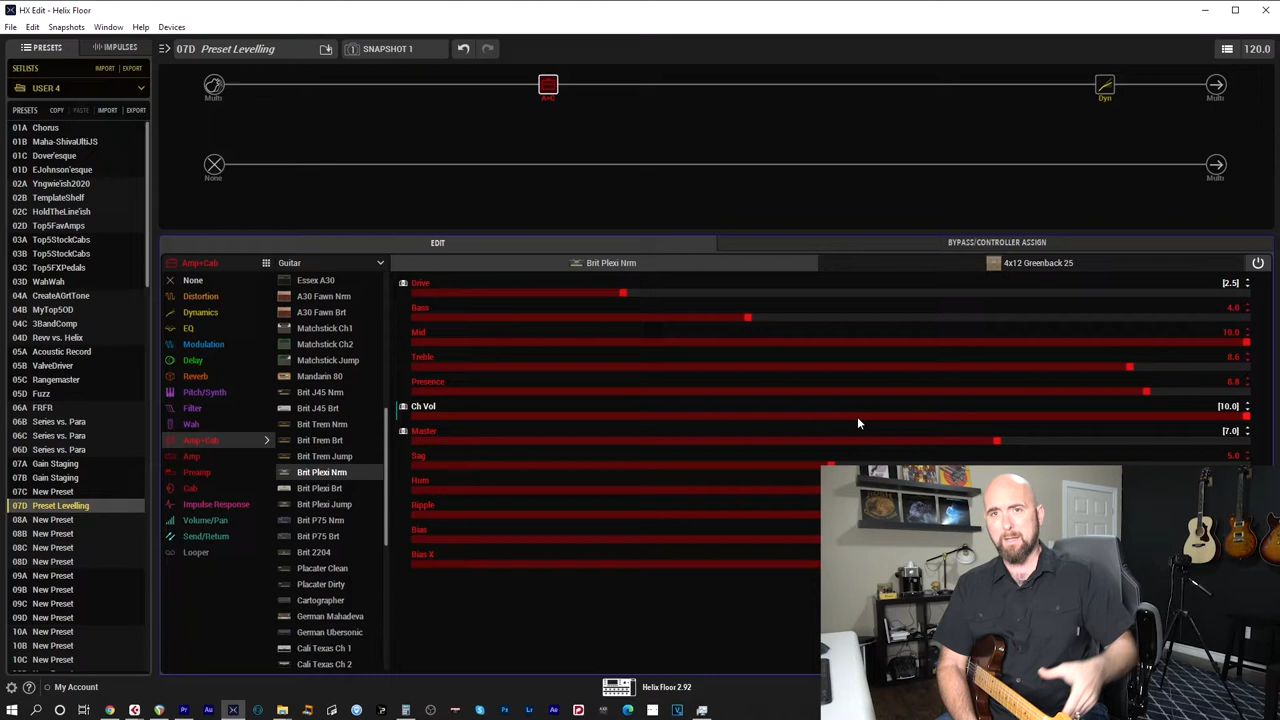 HX Edit - Helix Floor
File Edit Snapshots Window Help Devices
PRESETS IMPULSES
SETLISTS IMPORT EXPORT
USER 4
PRESETS COPY PASTE IMPORT EXPORT
01A Chorus
01B Maha-ShivaUltiJS
01C Dover'esque
01D EJohnson'esque
02A Yngwie'ish2020
02B TemplateShelf
02C HoldTheLine'ish
02D Top5FavAmps
03A Top5StockCabs
03B Top5StockCabs
03C Top5FXPedals
03D WahWah
04A CreateAGrtTone
04B MyTop5OD
04C 3BandComp
04D Revv vs. Helix
05A Acoustic Record
05B ValveDriver
05C Rangemaster
05D Fuzz
06A FRFR
06B Series vs. Para
06C Series vs. Para
06D Series vs. Para
07A Gain Staging
07B Gain Staging
07C New Preset
07D Preset Levelling
08A New Preset
08B New Preset
08C New Preset
08D New Preset
09A New Preset
09B New Preset
09C New Preset
09D New Preset
10A New Preset
10B New Preset
10C New Preset
My Account
07D Preset Levelling
1 SNAPSHOT 1
120.0
Multi A+C Dyn Multi
None Multi
EDIT BYPASS/CONTROLLER ASSIGN
Amp+Cab Guitar
None
Distortion
Dynamics
EQ
Modulation
Delay
Reverb
Pitch/Synth
Filter
Wah
Amp+Cab
Amp
Preamp
Cab
Impulse Response
Volume/Pan
Send/Return
Looper
Essex A30
A30 Fawn Nrm
A30 Fawn Brt
Matchstick Ch1
Matchstick Ch2
Matchstick Jump
Mandarin 80
Brit J45 Nrm
Brit J45 Brt
Brit Trem Nrm
Brit Trem Brt
Brit Trem Jump
Brit Plexi Nrm
Brit Plexi Brt
Brit Plexi Jump
Brit P75 Nrm
Brit P75 Brt
Brit 2204
Placater Clean
Placater Dirty
Cartographer
German Mahadeva
German Ubersonic
Cali Texas Ch 1
Cali Texas Ch 2
Brit Plexi Nrm 4x12 Greenback 25
Drive [2.5]
Bass 4.0
Mid 10.0
Treble 8.6
Presence 8.8
Ch Vol [10.0]
Master [7.0]
Sag 5.0
Hum
Ripple
Bias
Bias X
Helix Floor 2.92